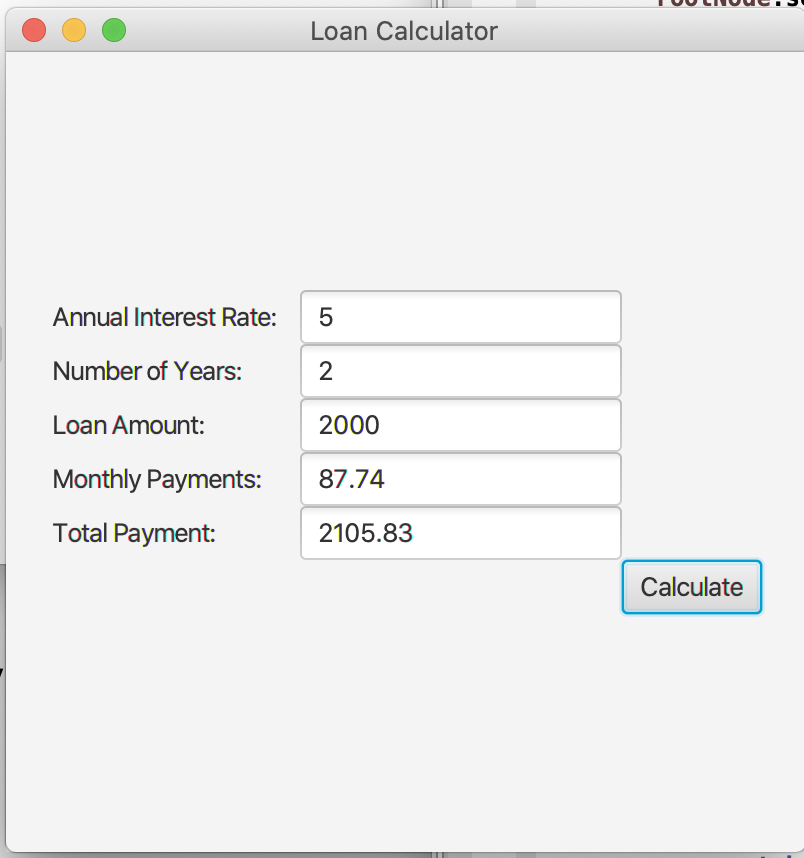 Loan Calculator
Annual Interest Rate: 5
Number of Years: 2
Loan Amount: 2000
Monthly Payments: 87.74
Total Payment: 2105.83
Calculate